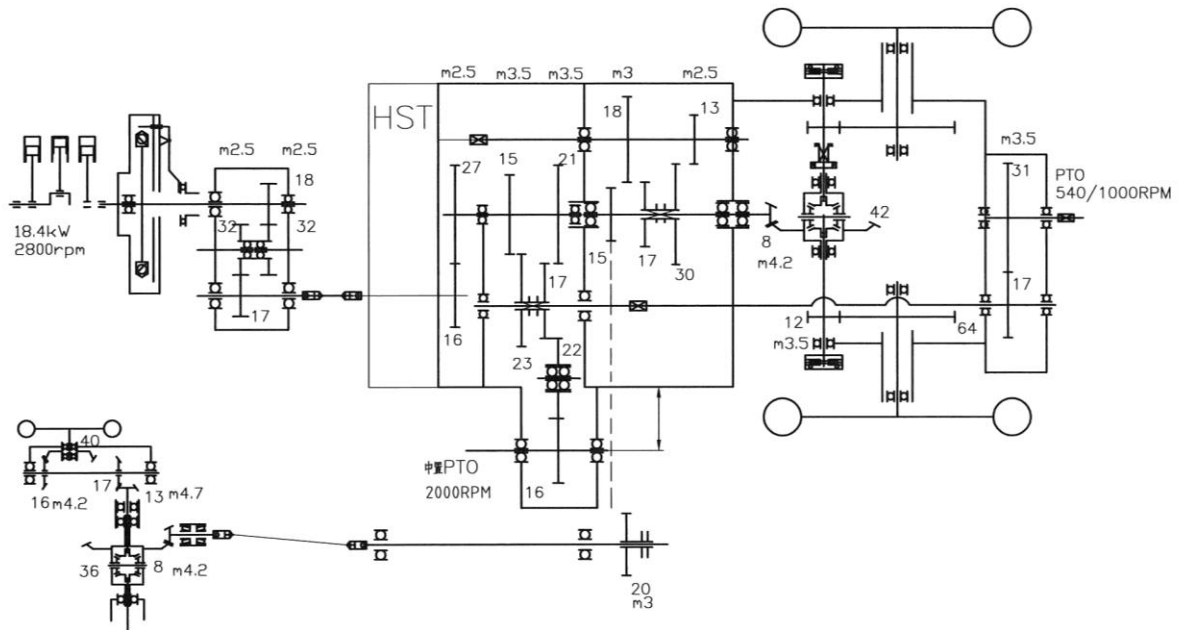 m2.5 m3.5 m3.5 m3 m2.5
HST
18 13
m2.5 m2.5
18
27 15 21
m3.5
31
PTO
540/1000RPM
18.4kW
2800rpm
32 32
15 17
30
8
m4.2
42
17
16
23
17
22
12
m3.5
64
17
40
16m4.2
17
13 m4.7
中置PTO
2000RPM
16
36
8 m4.2
20
m3